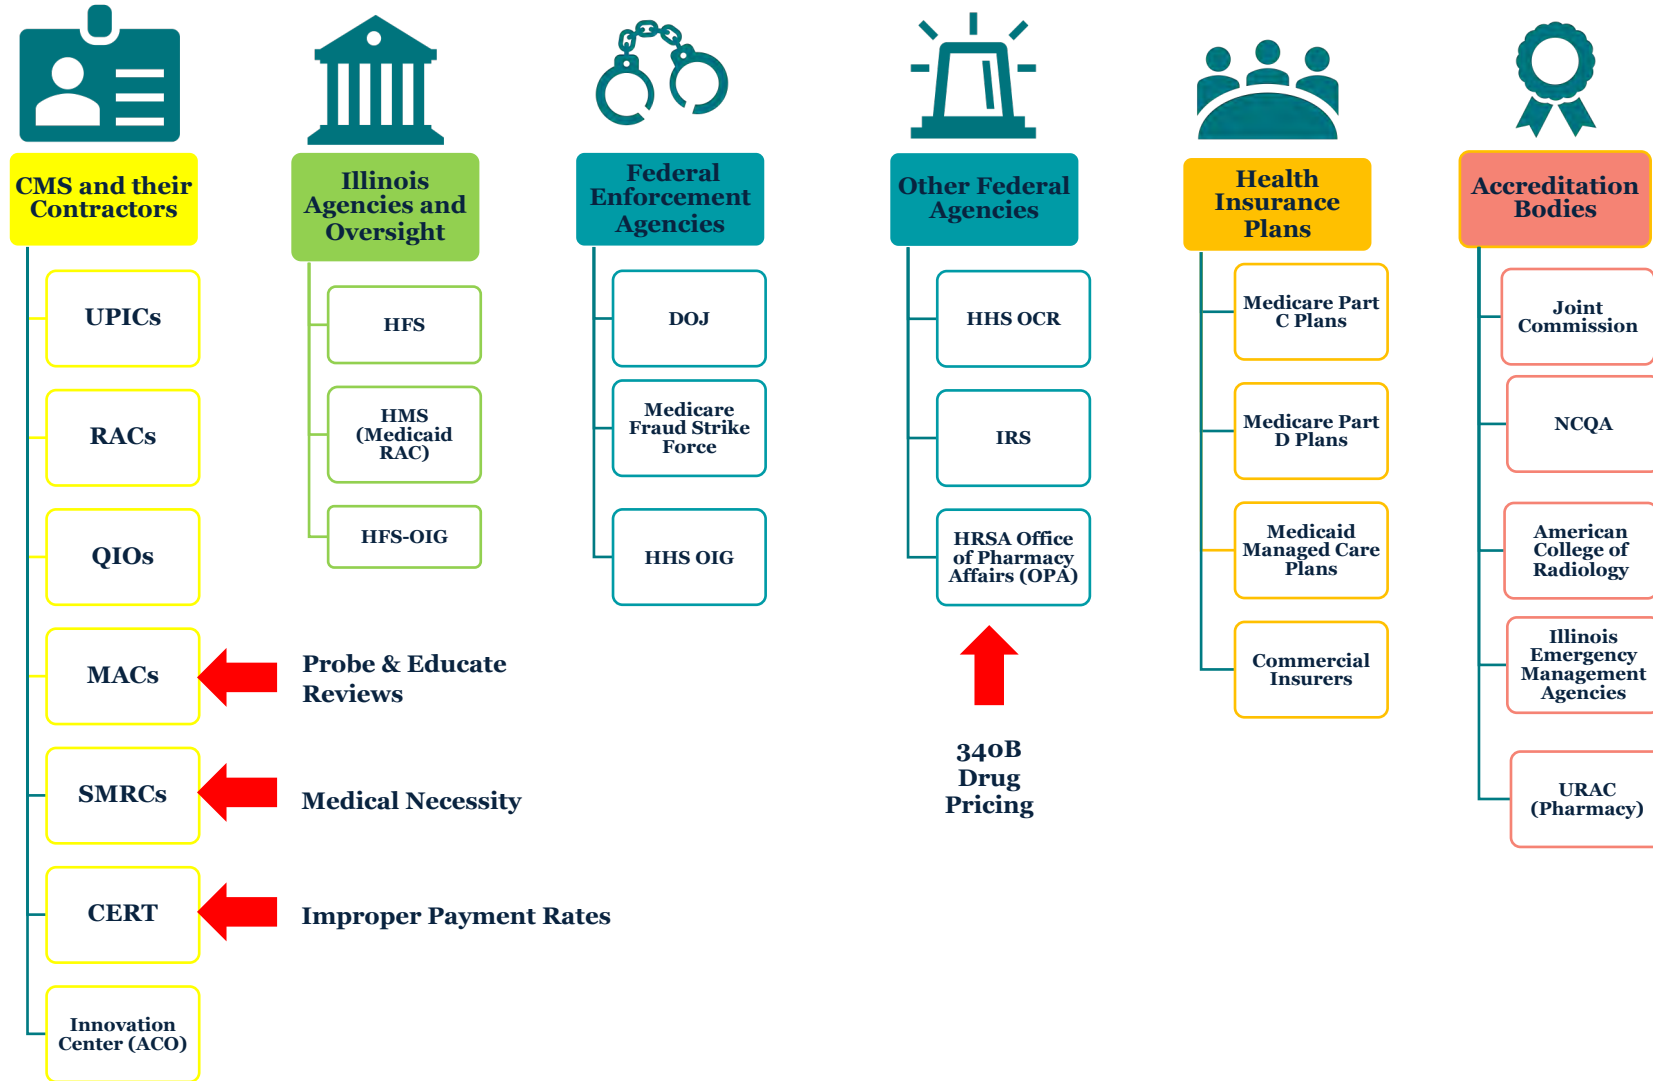 CMS and their
Contractors
UPICs
RACs
QIOs
MACs
Probe & Educate
Reviews
SMRCs
Medical Necessity
CERT
Improper Payment Rates
Innovation
Center (ACO)
Illinois
Agencies and
Oversight
HFS
HMS
(Medicaid
RAC)
HFS-OIG
Federal
Enforcement
Agencies
DOJ
Medicare
Fraud Strike
Force
HHS OIG
Other Federal
Agencies
HHS OCR
IRS
HRSA Office
of Pharmacy
Affairs (OPA)
340B
Drug
Pricing
Health
Insurance
Plans
Medicare Part
C Plans
Medicare Part
D Plans
Medicaid
Managed Care
Plans
Commercial
Insurers
Accreditation
Bodies
Joint
Commission
NCQA
American
College of
Radiology
Illinois
Emergency
Management
Agencies
URAC
(Pharmacy)